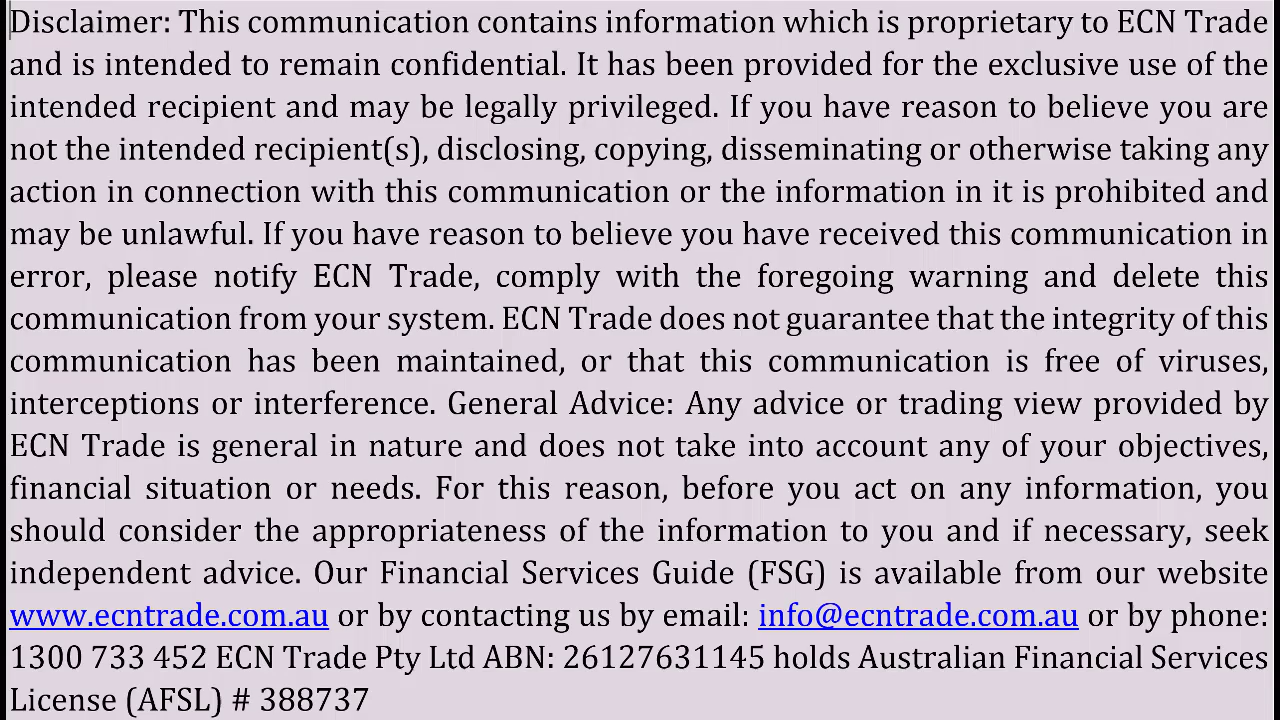 Disclaimer: This communication contains information which is proprietary to ECN Trade
and is intended to remain confidential. It has been provided for the exclusive use of the
intended recipient and may be legally privileged. If you have reason to believe you are
not the intended recipient(s), disclosing, copying, disseminating or otherwise taking any
action in connection with this communication or the information in it is prohibited and
may be unlawful. If you have reason to believe you have received this communication in
error, please notify ECN Trade, comply with the foregoing warning and delete this
communication from your system. ECN Trade does not guarantee that the integrity of this
communication has been maintained, or that this communication is free of viruses,
interceptions or interference. General Advice: Any advice or trading view provided by
ECN Trade is general in nature and does not take into account any of your objectives,
financial situation or needs. For this reason, before you act on any information, you
should consider the appropriateness of the information to you and if necessary, seek
independent advice. Our Financial Services Guide (FSG) is available from our website
www.ecntrade.com.au or by contacting us by email: info@ecntrade.com.au or by phone:
1300 733 452 ECN Trade Pty Ltd ABN: 26127631145 holds Australian Financial Services
License (AFSL) # 388737